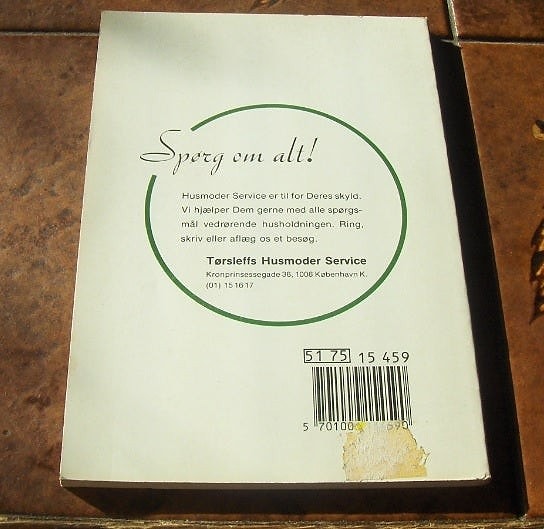 Spørg om alt!
Husmoder Service er til for Deres skyld.
Vi hjælper Dem gerne med alle spørgs-
mål vedrørende husholdningen. Ring,
skriv eller aflæg os et besøg.
Tørsleffs Husmoder Service
Kronprinsessegade 36, 1006 København K.
(01) 15 16 17
51 75 15 459
5 70100